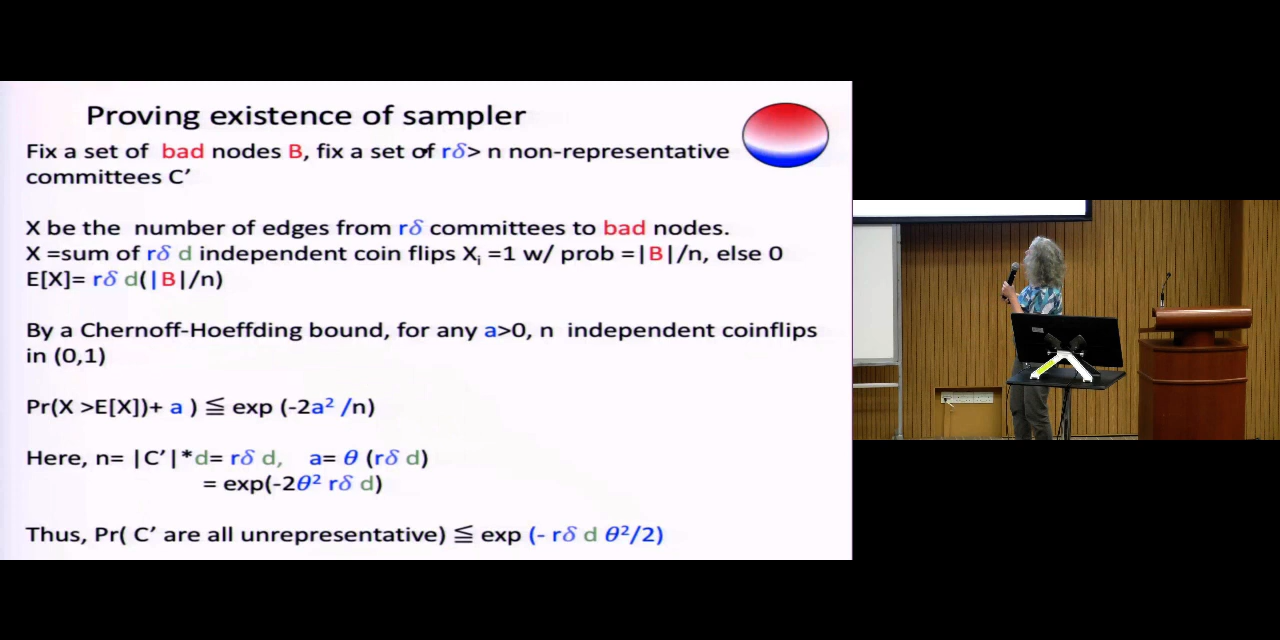 Proving existence of sampler
Fix a set of bad nodes B, fix a set of rδ> n non-representative
committees C’
X be the number of edges from rδ committees to bad nodes.
X =sum of rδ d independent coin flips Xᵢ =1 w/ prob =|B|/n, else 0
E[X]= rδ d(|B|/n)
By a Chernoff-Hoeffding bound, for any a>0, n independent coinflips
in (0,1)
Pr(X >E[X])+ a ) ≦ exp (-2a² /n)
Here, n= |C’|*d= rδ d, a= θ (rδ d)
= exp(-2θ² rδ d)
Thus, Pr( C’ are all unrepresentative) ≦ exp (- rδ d θ²/2)